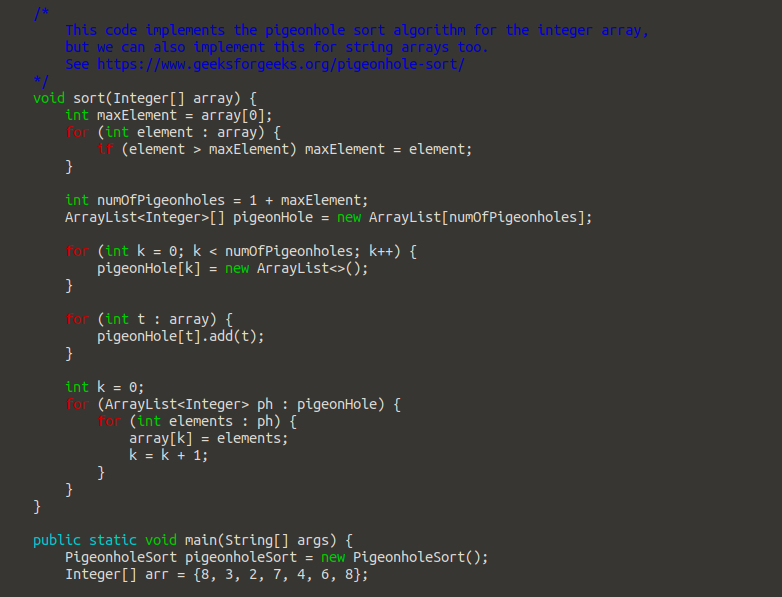 /*
    This code implements the pigeonhole sort algorithm for the integer array,
    but we can also implement this for string arrays too.
    See https://www.geeksforgeeks.org/pigeonhole-sort/
*/
void sort(Integer[] array) {
    int maxElement = array[0];
    for (int element : array) {
        if (element > maxElement) maxElement = element;
    }

    int numOfPigeonholes = 1 + maxElement;
    ArrayList<Integer>[] pigeonHole = new ArrayList[numOfPigeonholes];

    for (int k = 0; k < numOfPigeonholes; k++) {
        pigeonHole[k] = new ArrayList<>();
    }

    for (int t : array) {
        pigeonHole[t].add(t);
    }

    int k = 0;
    for (ArrayList<Integer> ph : pigeonHole) {
        for (int elements : ph) {
            array[k] = elements;
            k = k + 1;
        }
    }
}

public static void main(String[] args) {
    PigeonholeSort pigeonholeSort = new PigeonholeSort();
    Integer[] arr = {8, 3, 2, 7, 4, 6, 8};